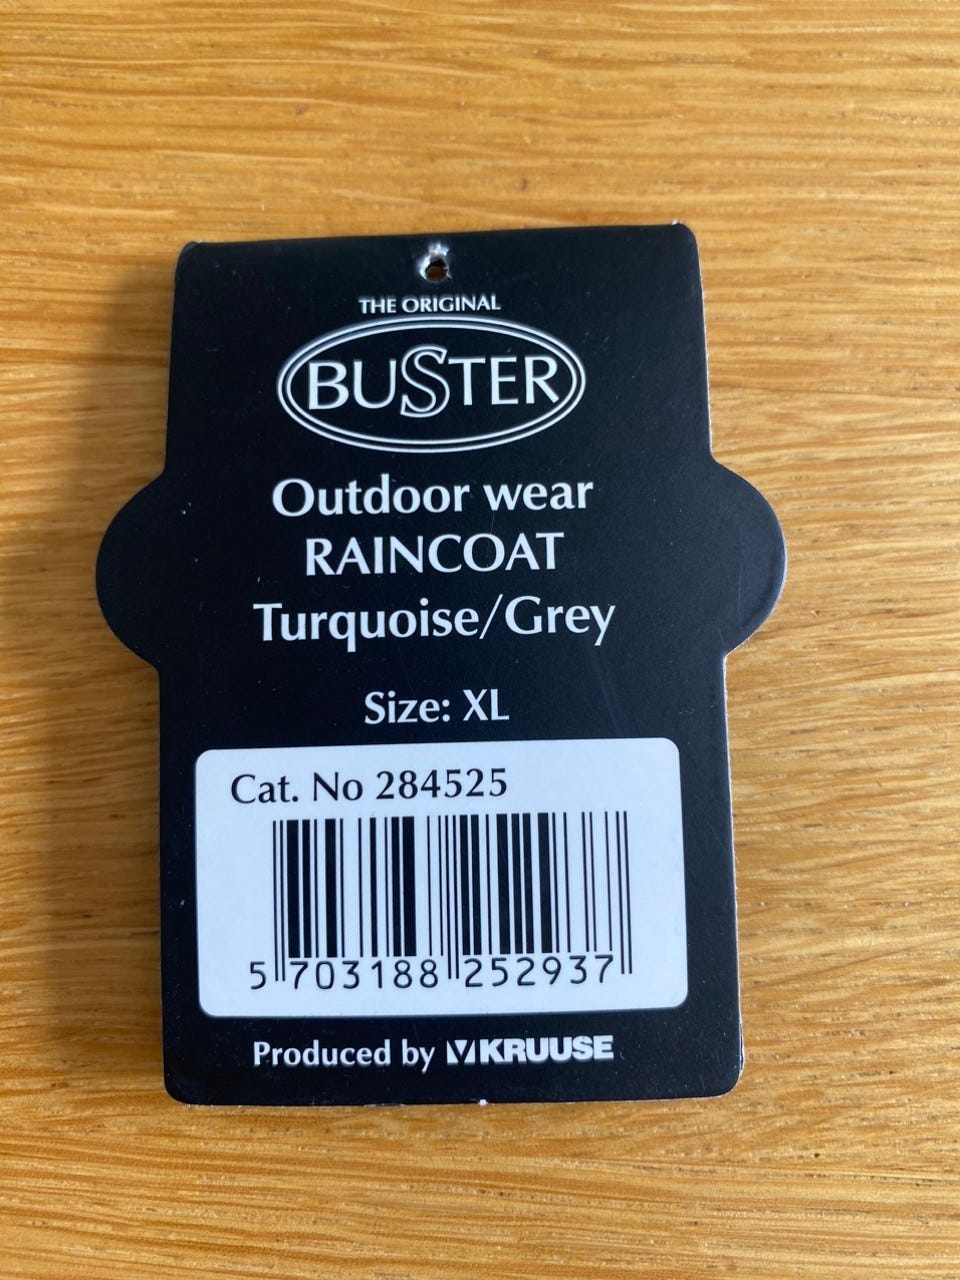 THE ORIGINAL
BUSTER
Outdoor wear
RAINCOAT
Turquoise/Grey
Size: XL
Cat. No 284525
5 703188 252937
Produced by KRUUSE